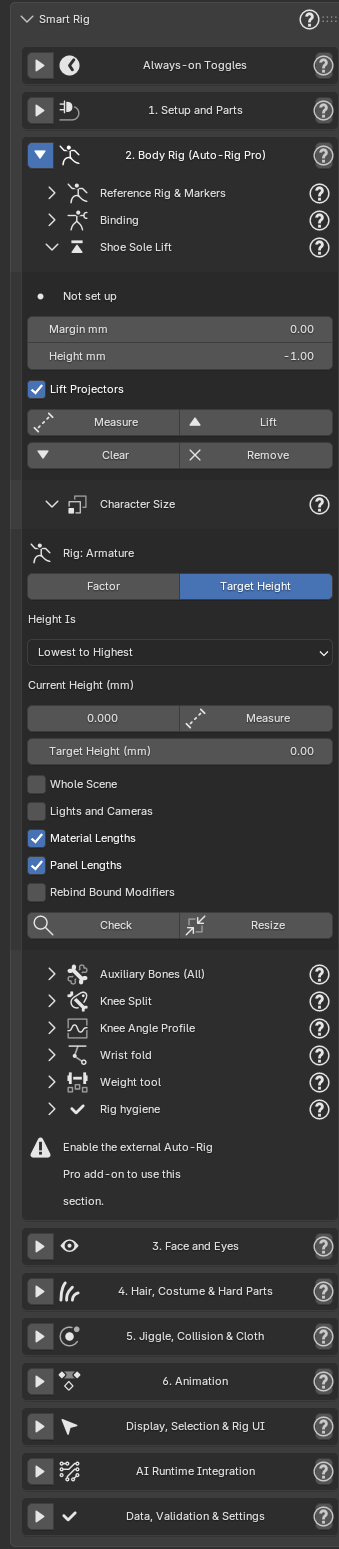 Smart Rig
Always-on Toggles
1. Setup and Parts
2. Body Rig (Auto-Rig Pro)
Reference Rig & Markers
Binding
Shoe Sole Lift
Not set up
Margin mm 0.00
Height mm -1.00
Lift Projectors
Measure Lift
Clear Remove
Character Size
Rig: Armature
Factor Target Height
Height Is
Lowest to Highest
Current Height (mm)
0.000 Measure
Target Height (mm) 0.00
Whole Scene
Lights and Cameras
Material Lengths
Panel Lengths
Rebind Bound Modifiers
Check Resize
Auxiliary Bones (All)
Knee Split
Knee Angle Profile
Wrist fold
Weight tool
Rig hygiene
Enable the external Auto-Rig
Pro add-on to use this
section.
3. Face and Eyes
4. Hair, Costume & Hard Parts
5. Jiggle, Collision & Cloth
6. Animation
Display, Selection & Rig UI
AI Runtime Integration
Data, Validation & Settings